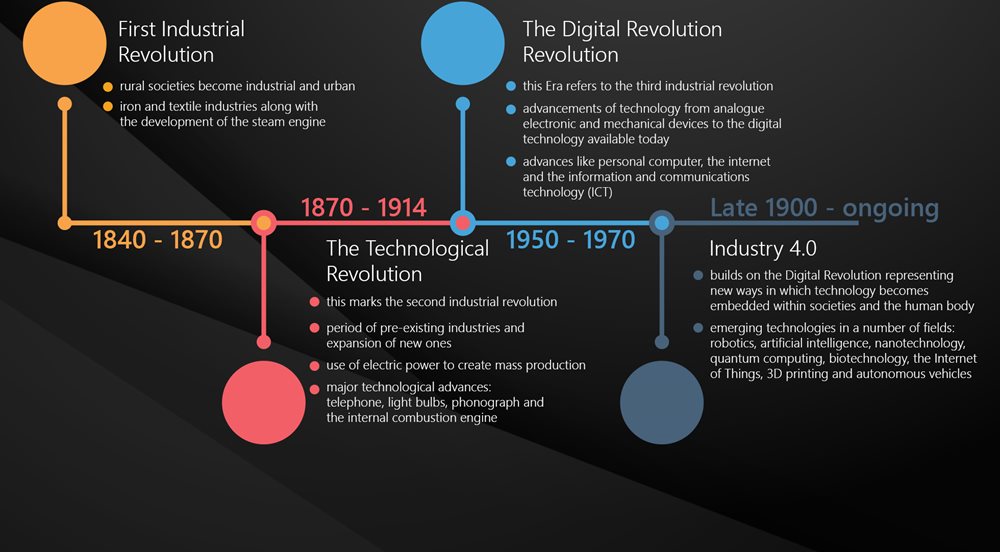 First Industrial
Revolution
rural societies become industrial and urban
iron and textile industries along with
the development of the steam engine
1840 - 1870
1870 - 1914
The Technological
Revolution
this marks the second industrial revolution
period of pre-existing industries and
expansion of new ones
use of electric power to create mass production
major technological advances:
telephone, light bulbs, phonograph and
the internal combustion engine
The Digital Revolution
Revolution
this Era refers to the third industrial revolution
advancements of technology from analogue
electronic and mechanical devices to the digital
technology available today
advances like personal computer, the internet
and the information and communications
technology (ICT)
1950 - 1970
Late 1900 - ongoing
Industry 4.0
builds on the Digital Revolution representing
new ways in which technology becomes
embedded within societies and the human body
emerging technologies in a number of fields:
robotics, artificial intelligence, nanotechnology,
quantum computing, biotechnology, the Internet
of Things, 3D printing and autonomous vehicles